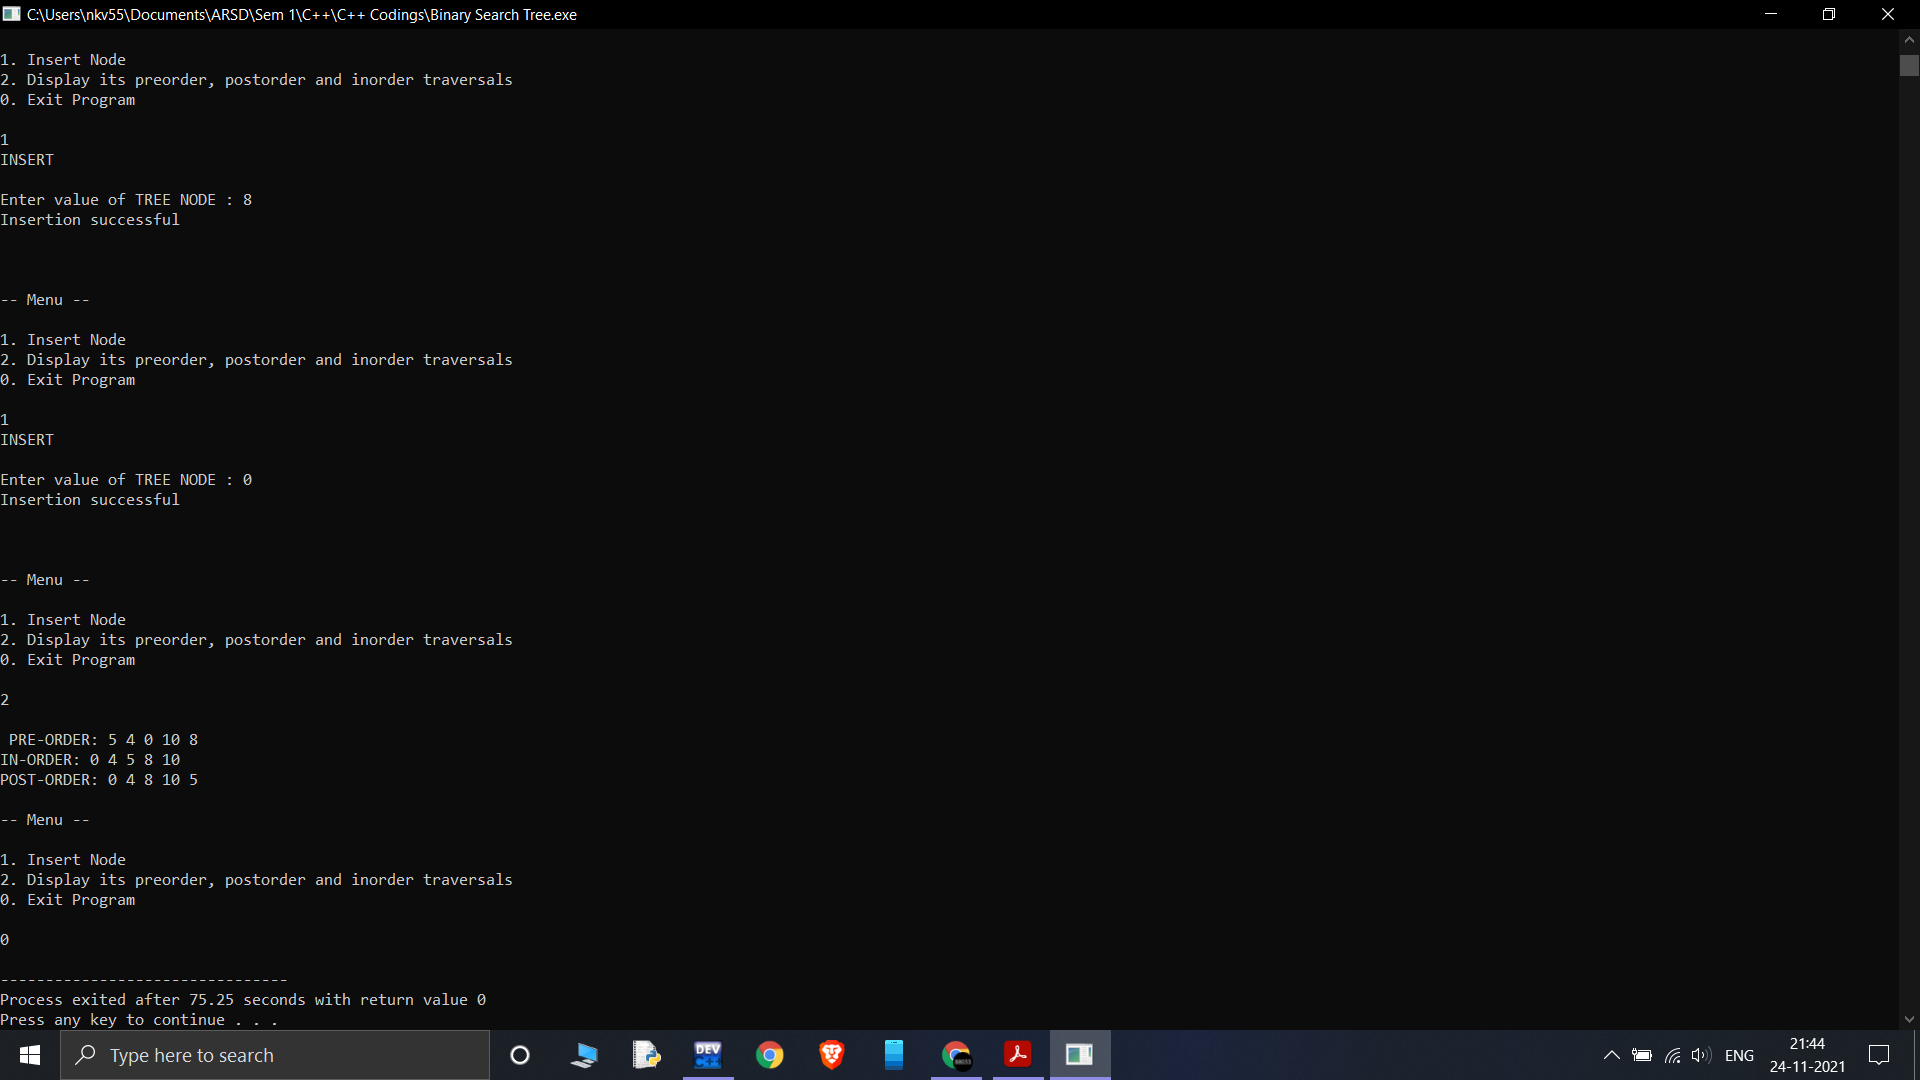 C:\Users\nkv55\Documents\ARSD\Sem 1\C++\C++ Codings\Binary Search Tree.exe
1. Insert Node
2. Display its preorder, postorder and inorder traversals
0. Exit Program
1
INSERT
Enter value of TREE NODE : 8
Insertion successful
-- Menu --
1. Insert Node
2. Display its preorder, postorder and inorder traversals
0. Exit Program
1
INSERT
Enter value of TREE NODE : 0
Insertion successful
-- Menu --
1. Insert Node
2. Display its preorder, postorder and inorder traversals
0. Exit Program
2
PRE-ORDER: 5 4 0 10 8
IN-ORDER: 0 4 5 8 10
POST-ORDER: 0 4 8 10 5
-- Menu --
1. Insert Node
2. Display its preorder, postorder and inorder traversals
0. Exit Program
0
--------------------------------
Process exited after 75.25 seconds with return value 0
Press any key to continue . . .
Type here to search
DEV
C++
ENG
21:44
24-11-2021